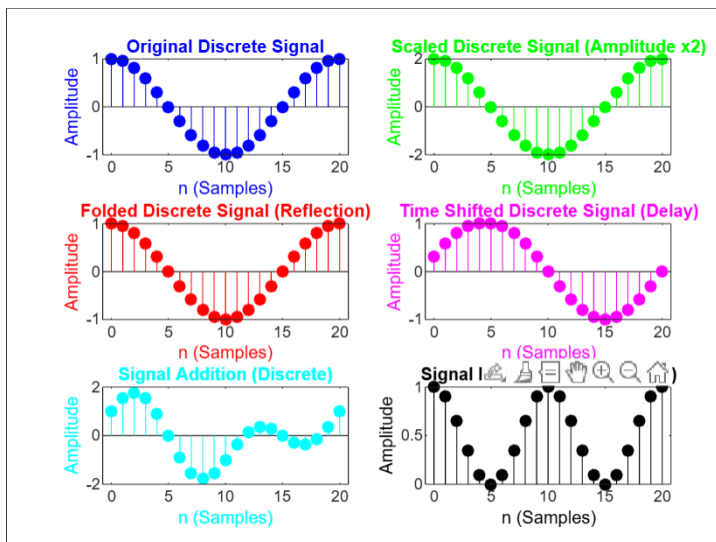 Original Discrete Signal
Amplitude
1
0
-1
0 5 10 15 20
n (Samples)
Scaled Discrete Signal (Amplitude x2)
Amplitude
2
0
-2
0 5 10 15 20
n (Samples)
Folded Discrete Signal (Reflection)
Amplitude
1
0
-1
0 5 10 15 20
n (Samples)
Time Shifted Discrete Signal (Delay)
Amplitude
1
0
-1
0 5 10 15 20
n (Samples)
Signal Addition (Discrete)
Amplitude
2
0
-2
0 5 10 15 20
n (Samples)
Signal )
Amplitude
1
0.5
0
0 5 10 15 20
n (Samples)